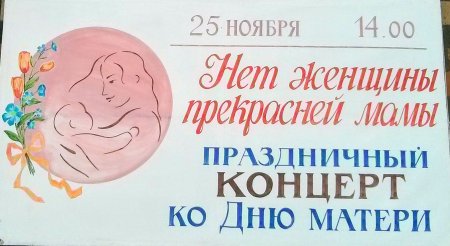 25 НОЯБРЯ 14.00
Нет женщины
прекрасней мамы
ПРАЗДНИЧНЫЙ
КОНЦЕРТ
КО ДНЮ МАТЕРИ